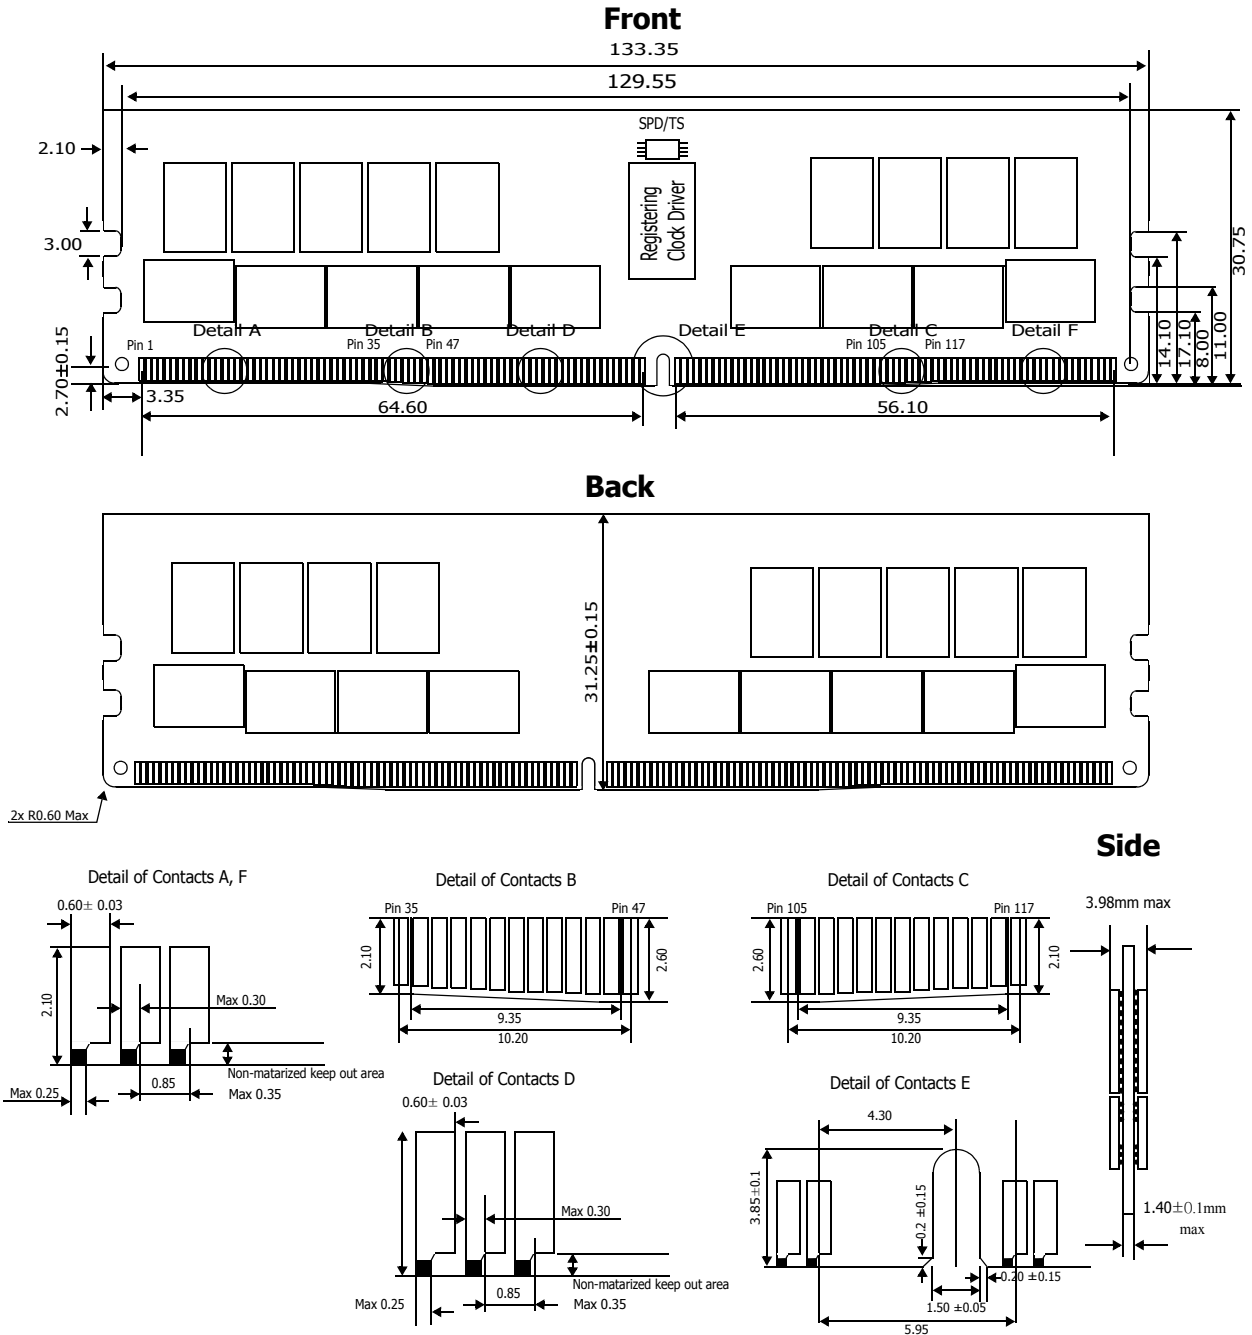 Front
133.35
129.55
SPD/TS
2.10
Registering
Clock Driver
3.00
30.75
14.10
17.10
8.00
11.00
Detail A
Detail B
Detail D
Detail E
Detail C
Detail F
Pin 1
Pin 35
Pin 47
Pin 105
Pin 117
2.70±0.15
3.35
64.60
56.10
Back
31.25±0.15
2x R0.60 Max
Side
Detail of Contacts A, F
0.60± 0.03
2.10
Max 0.30
Non-matarized keep out area
Max 0.25
0.85
Max 0.35
Detail of Contacts B
Pin 35
Pin 47
2.10
2.60
9.35
10.20
Detail of Contacts C
Pin 105
Pin 117
2.60
2.10
9.35
10.20
3.98mm max
1.40±0.1mm
max
Detail of Contacts D
0.60± 0.03
Max 0.30
Non-matarized keep out area
Max 0.25
0.85
Max 0.35
Detail of Contacts E
4.30
3.85±0.1
0.2 ±0.15
0.20 ±0.15
1.50 ±0.05
5.95